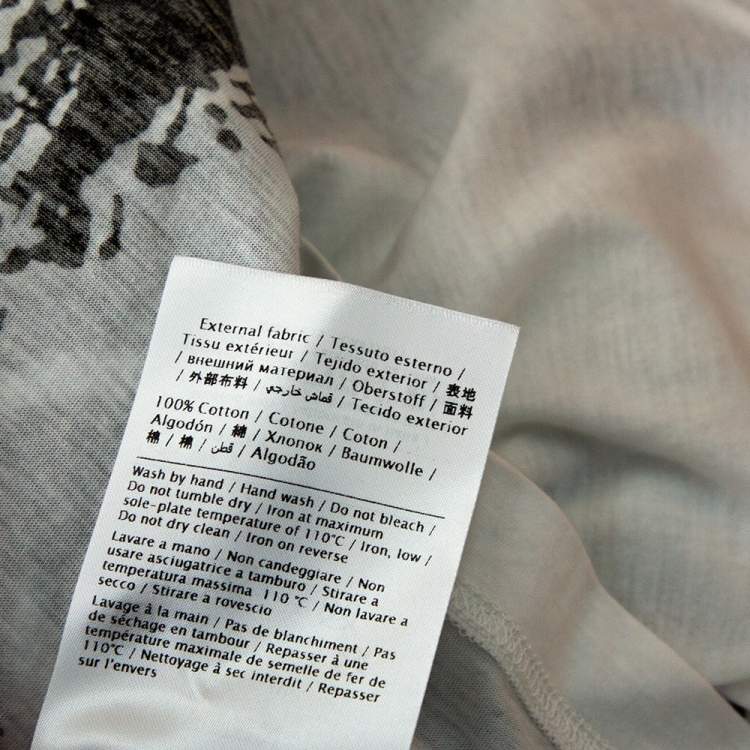 External fabric / Tessuto esterno /
Tissu extérieur / Tejido exterior / 表地
/ внешний материал / Oberstoff / 面料
/ 外部布料 / قماش خارجي / Tecido exterior
100% Cotton / Cotone / Coton /
Algodón / 綿 / Хлопок / Baumwolle /
棉 / 棉 / قطن / Algodão
Wash by hand / Hand wash / Do not bleach /
Do not tumble dry / Iron at maximum
sole-plate temperature of 110°C / Iron, low /
Do not dry clean / Iron on reverse
Lavare a mano / Non candeggiare / Non
usare asciugatrice a tamburo / Stirare a
temperatura massima 110 °C / Non lavare a
secco / Stirare a rovescio
Lavage à la main / Pas de blanchiment / Pas
de séchage en tambour / Repasser à une
température maximale de semelle de fer de
110°C / Nettoyage à sec interdit / Repasser
sur l'envers